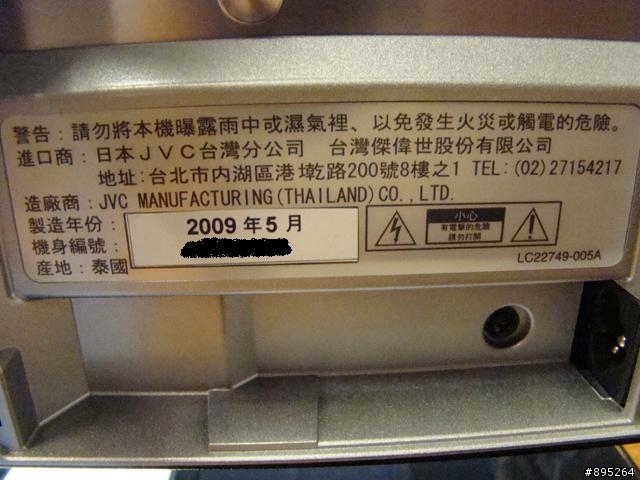 警告：請勿將本機曝露雨中或濕氣裡、以免發生火災或觸電的危險。
進口商：日本ＪＶＣ台灣分公司　台灣傑偉世股份有限公司
地址:台北市内湖區港墘路200號8樓之1 TEL:(02)27154217
造廠商：JVC MANUFACTURING(THAILAND)CO.,LTD.
製造年份： 2009 年 5 月
機身編號：
產地：泰國
小心
有電擊的危險
請勿打開
LC22749-005A
#895264